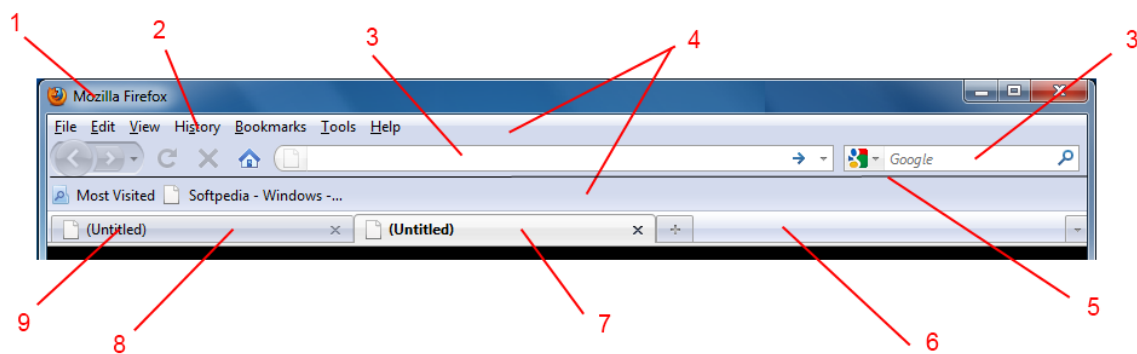 1 2 3 4 3
Mozilla Firefox
File Edit View History Bookmarks Tools Help
Google
Most Visited Softpedia - Windows -...
(Untitled) (Untitled)
9 8 7 6 5